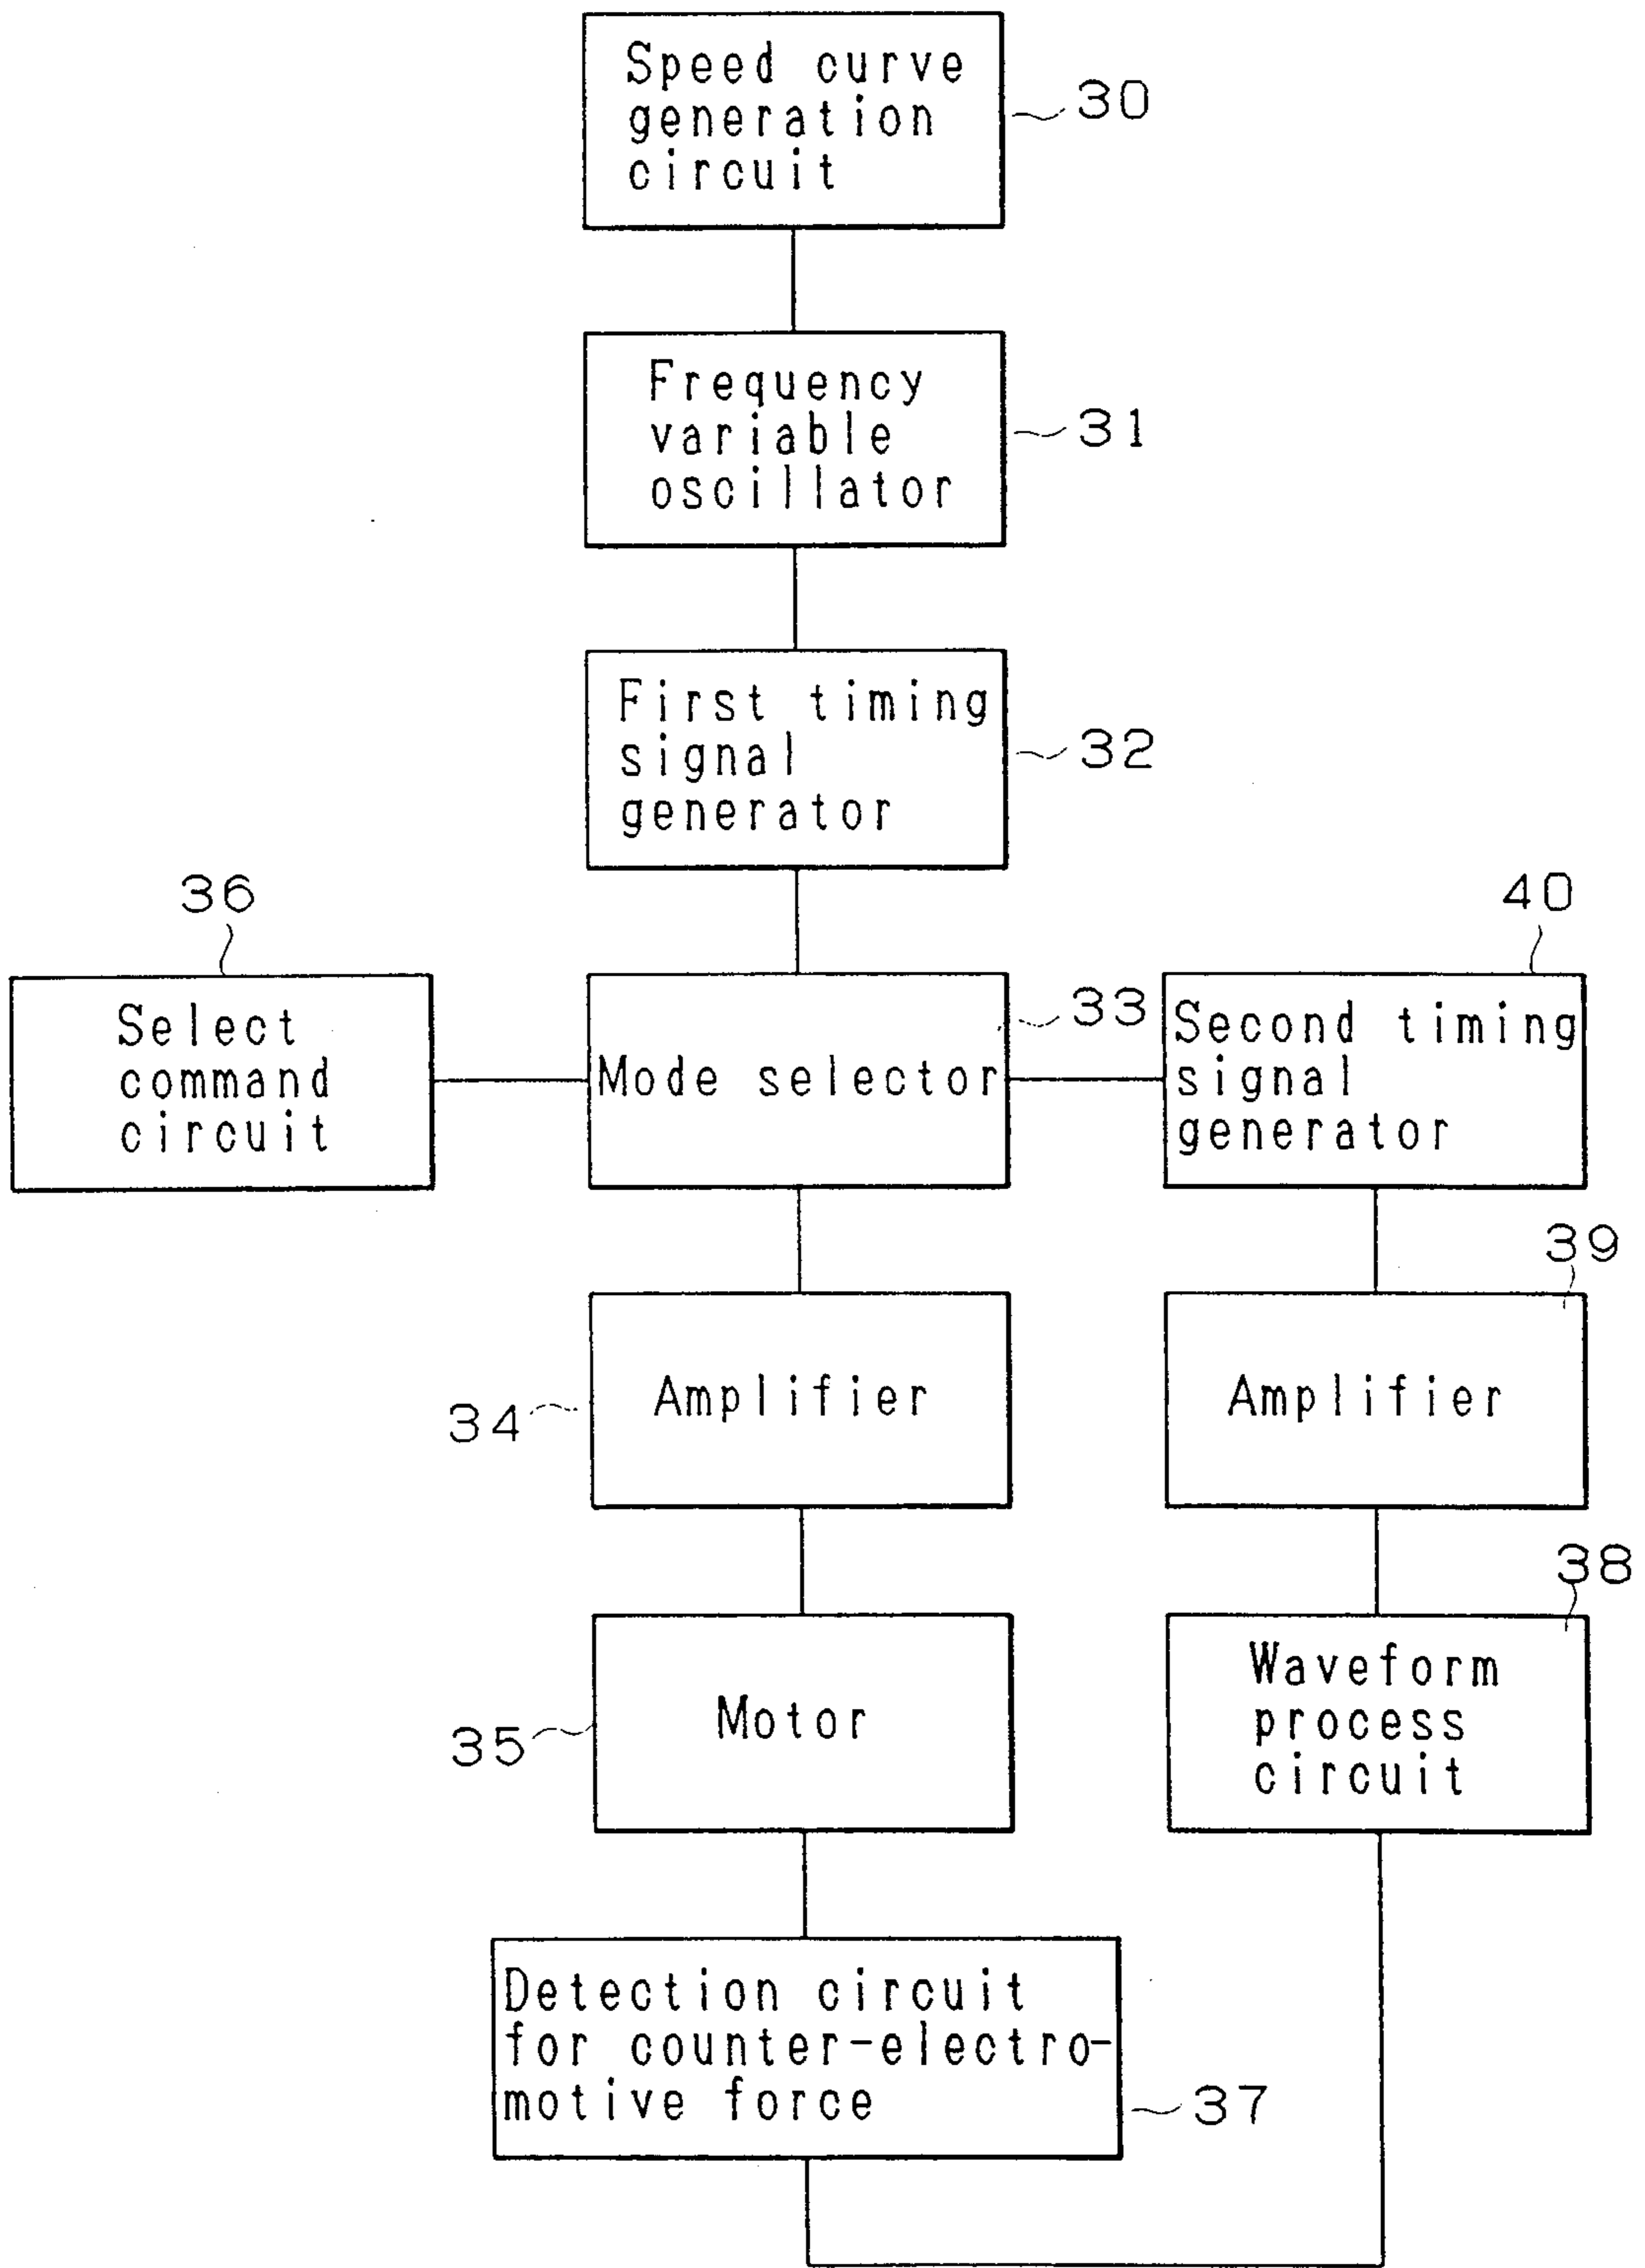 Speed curve
generation
circuit
30
Frequency
variable
oscillator
31
First timing
signal
generator
32
36
Select
command
circuit
33
Mode selector
40
Second timing
signal
generator
34
Amplifier
39
Amplifier
35
Motor
38
Waveform
process
circuit
Detection circuit
for counter-electro-
motive force
37